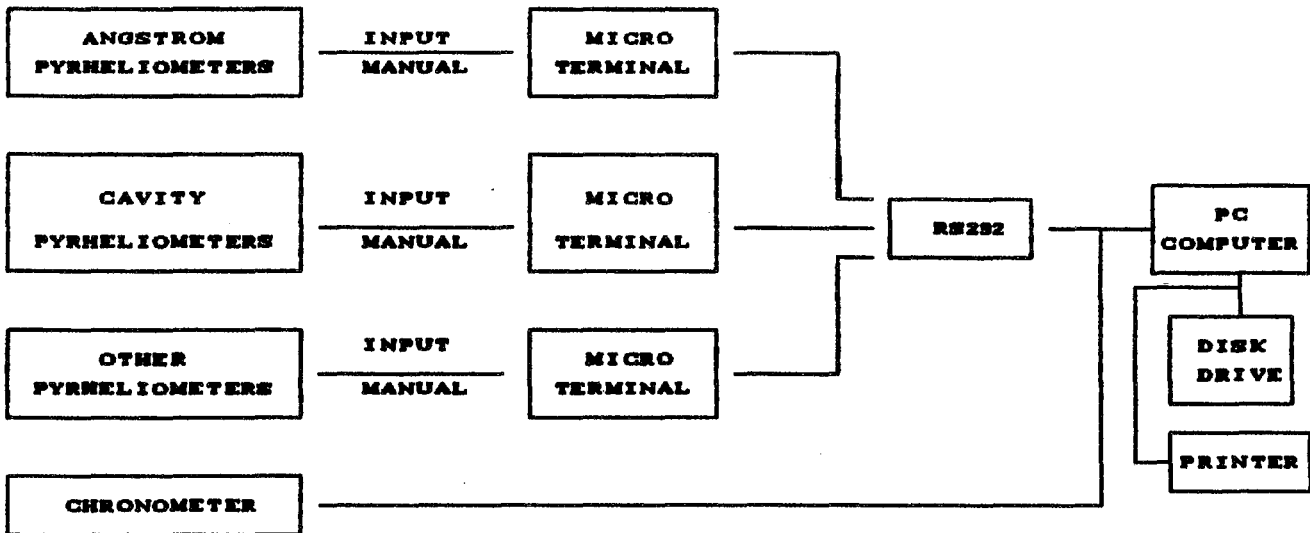 ANGSTROM
PYRHELIOMETERS
INPUT
MANUAL
MICRO
TERMINAL
CAVITY
PYRHELIOMETERS
INPUT
MANUAL
MICRO
TERMINAL
RS232
PC
COMPUTER
OTHER
PYRHELIOMETERS
INPUT
MANUAL
MICRO
TERMINAL
DISK
DRIVE
PRINTER
CHRONOMETER